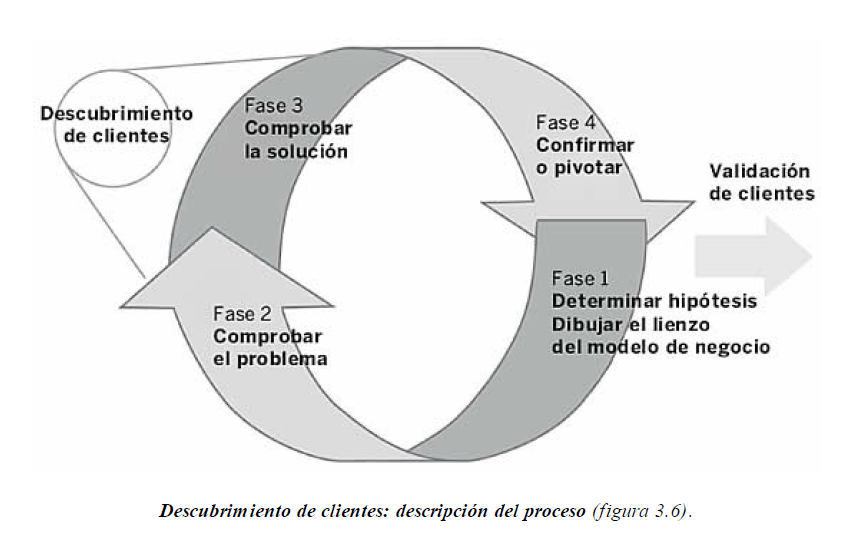 Descubrimiento
de clientes
Fase 3
Comprobar
la solución
Fase 4
Confirmar
o pivotar
Validación
de clientes
Fase 1
Determinar hipótesis
Dibujar el lienzo
del modelo de negocio
Fase 2
Comprobar
el problema
Descubrimiento de clientes: descripción del proceso (figura 3.6).